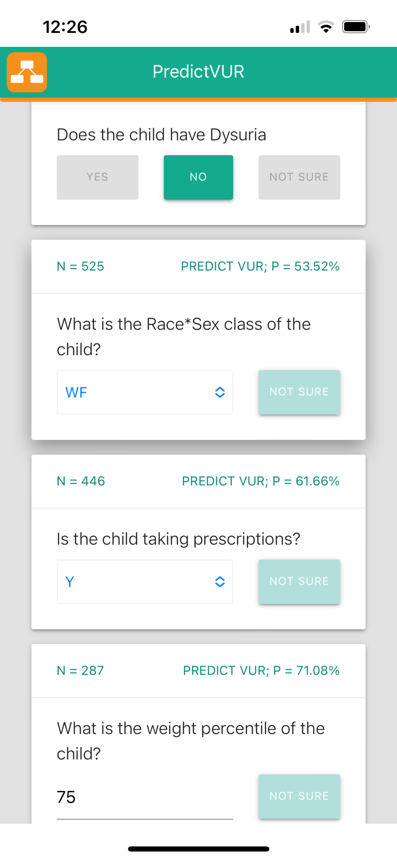 12:26
PredictVUR
Does the child have Dysuria
YES NO NOT SURE
N = 525 PREDICT VUR; P = 53.52%
What is the Race*Sex class of the
child?
WF NOT SURE
N = 446 PREDICT VUR; P = 61.66%
Is the child taking prescriptions?
Y NOT SURE
N = 287 PREDICT VUR; P = 71.08%
What is the weight percentile of the
child?
75 NOT SURE